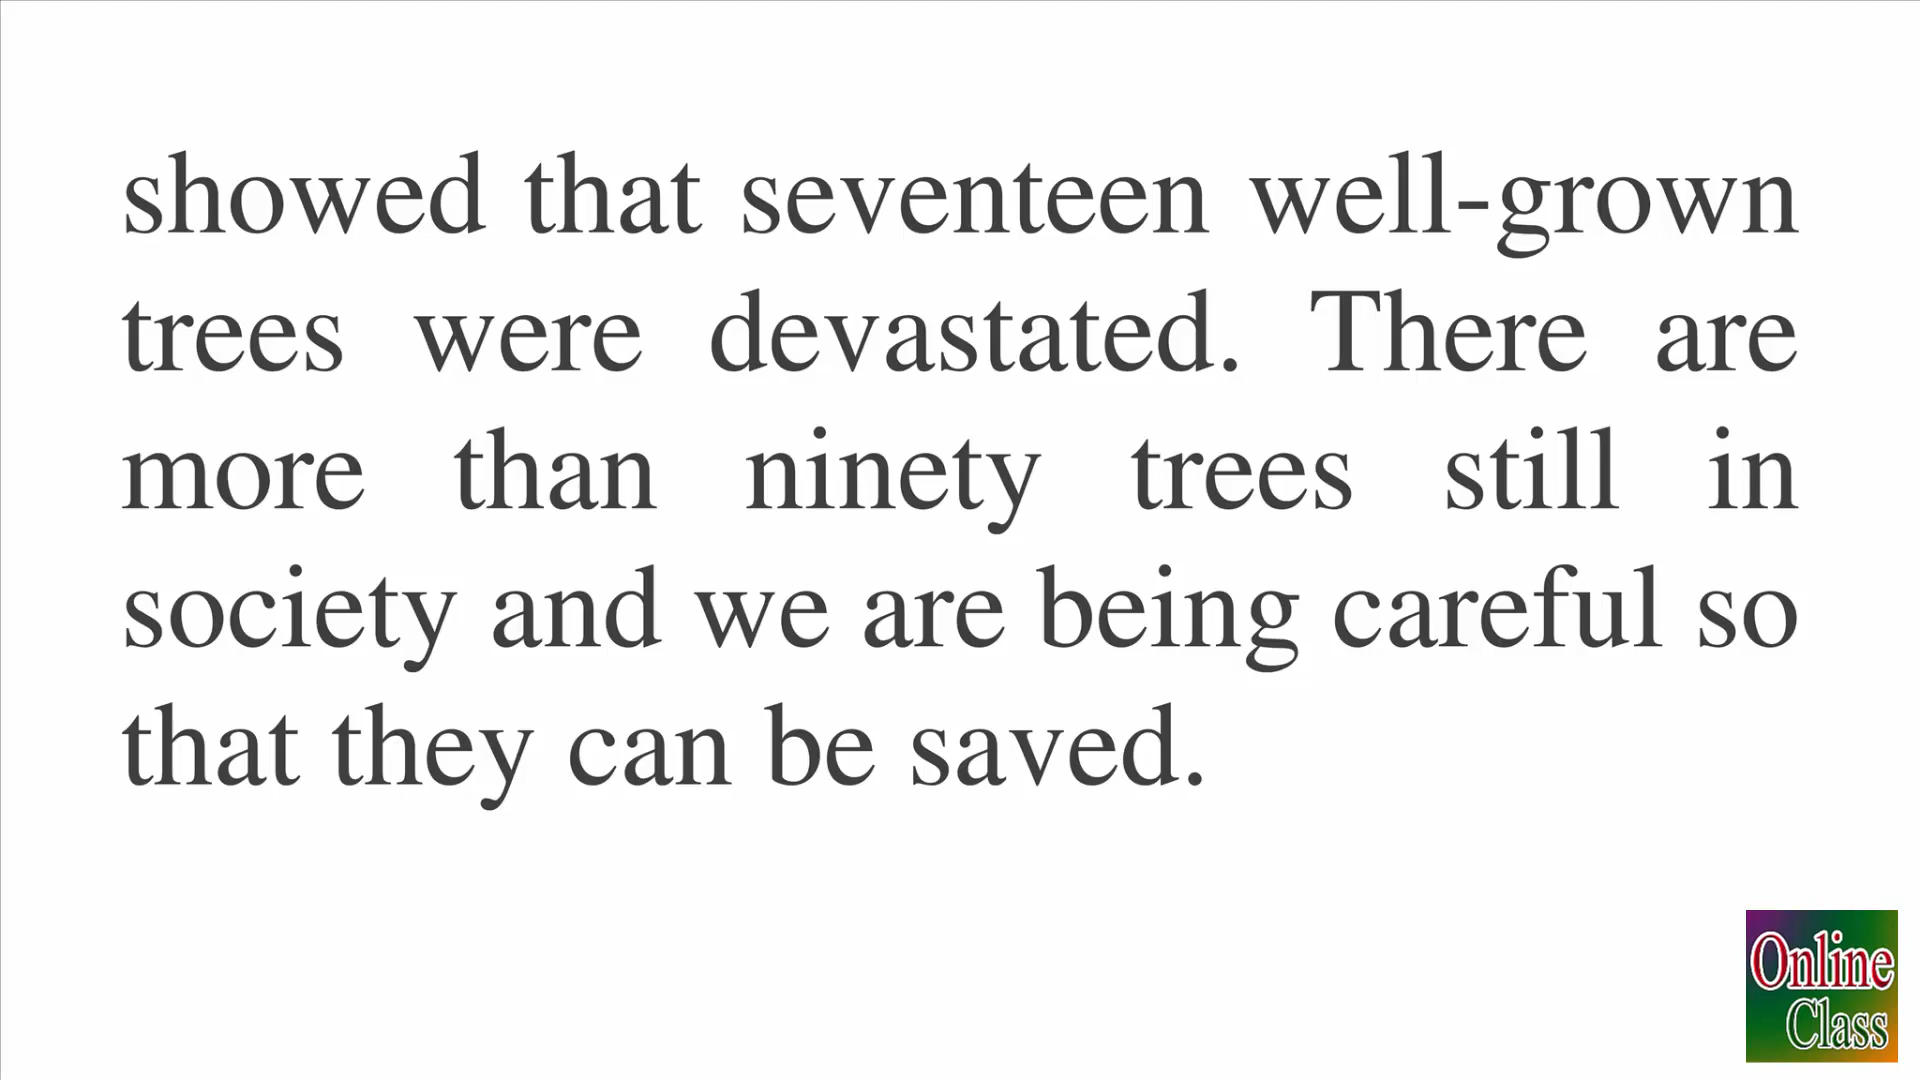 showed that seventeen well-grown
trees were devastated. There are
more than ninety trees still in
society and we are being careful so
that they can be saved.
Online
Class